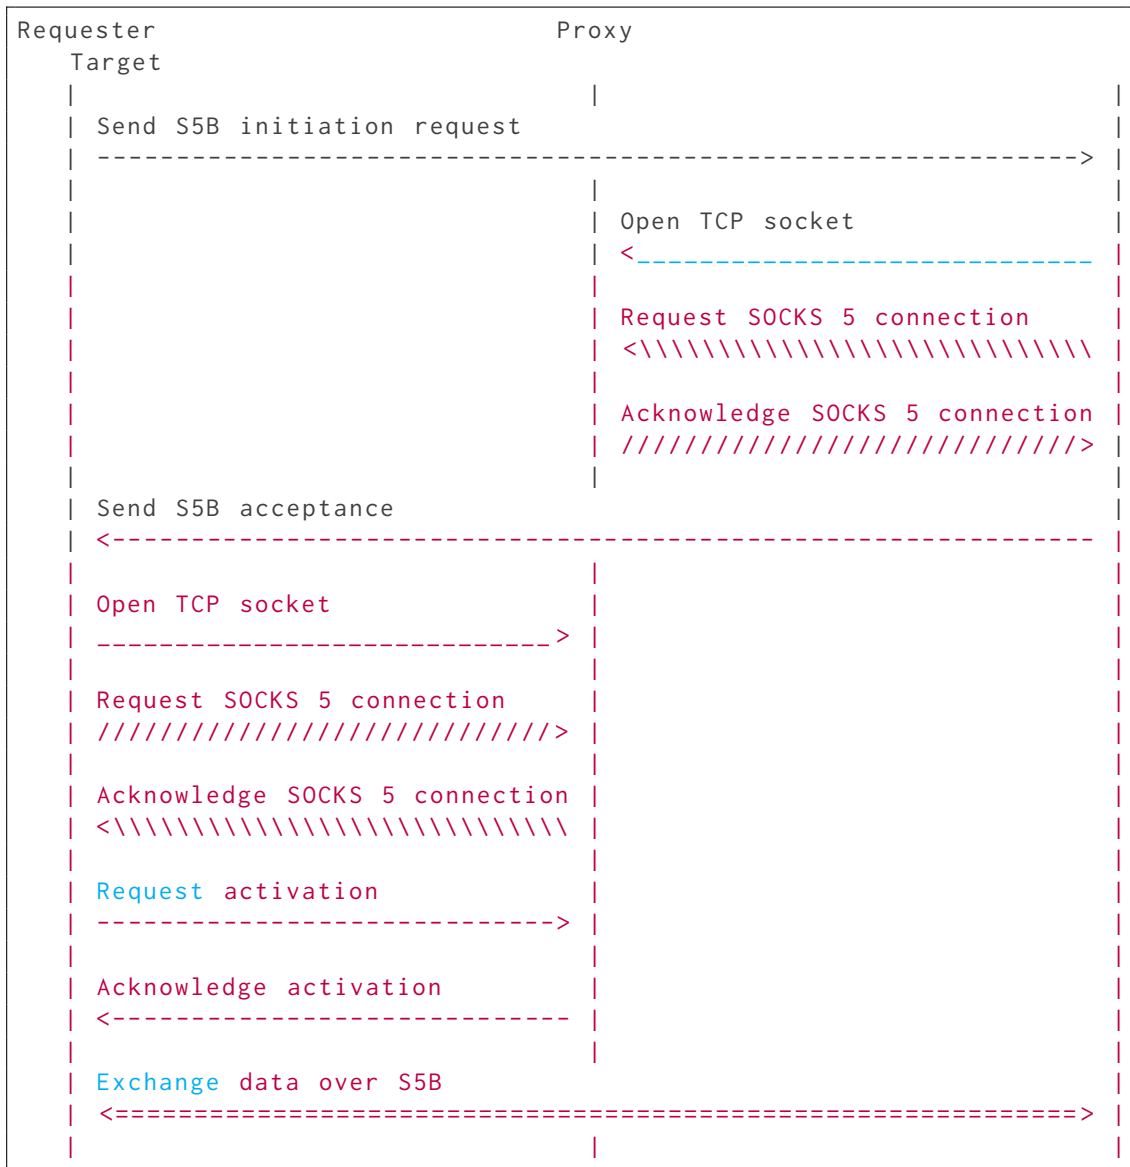 Requester                         Proxy
   Target
   |                                |                                |
   | Send S5B initiation request                                     |
   | --------------------------------------------------------------> |
   |                                |                                |
   |                                | Open TCP socket                |
   |                                | <_____________________________ |
   |                                |                                |
   |                                | Request SOCKS 5 connection     |
   |                                | <\\\\\\\\\\\\\\\\\\\\\\\\\\\\\ |
   |                                |                                |
   |                                | Acknowledge SOCKS 5 connection |
   |                                | /////////////////////////////> |
   |                                |                                |
   | Send S5B acceptance                                             |
   | <-------------------------------------------------------------- |
   |                                |                                |
   | Open TCP socket                |                                |
   | _____________________________> |                                |
   |                                |                                |
   | Request SOCKS 5 connection     |                                |
   | /////////////////////////////> |                                |
   |                                |                                |
   | Acknowledge SOCKS 5 connection |                                |
   | <\\\\\\\\\\\\\\\\\\\\\\\\\\\\\ |                                |
   |                                |                                |
   | Request activation             |                                |
   | -----------------------------> |                                |
   |                                |                                |
   | Acknowledge activation         |                                |
   | <----------------------------- |                                |
   |                                |                                |
   | Exchange data over S5B                                          |
   | <=============================================================> |
   |                                |                                |